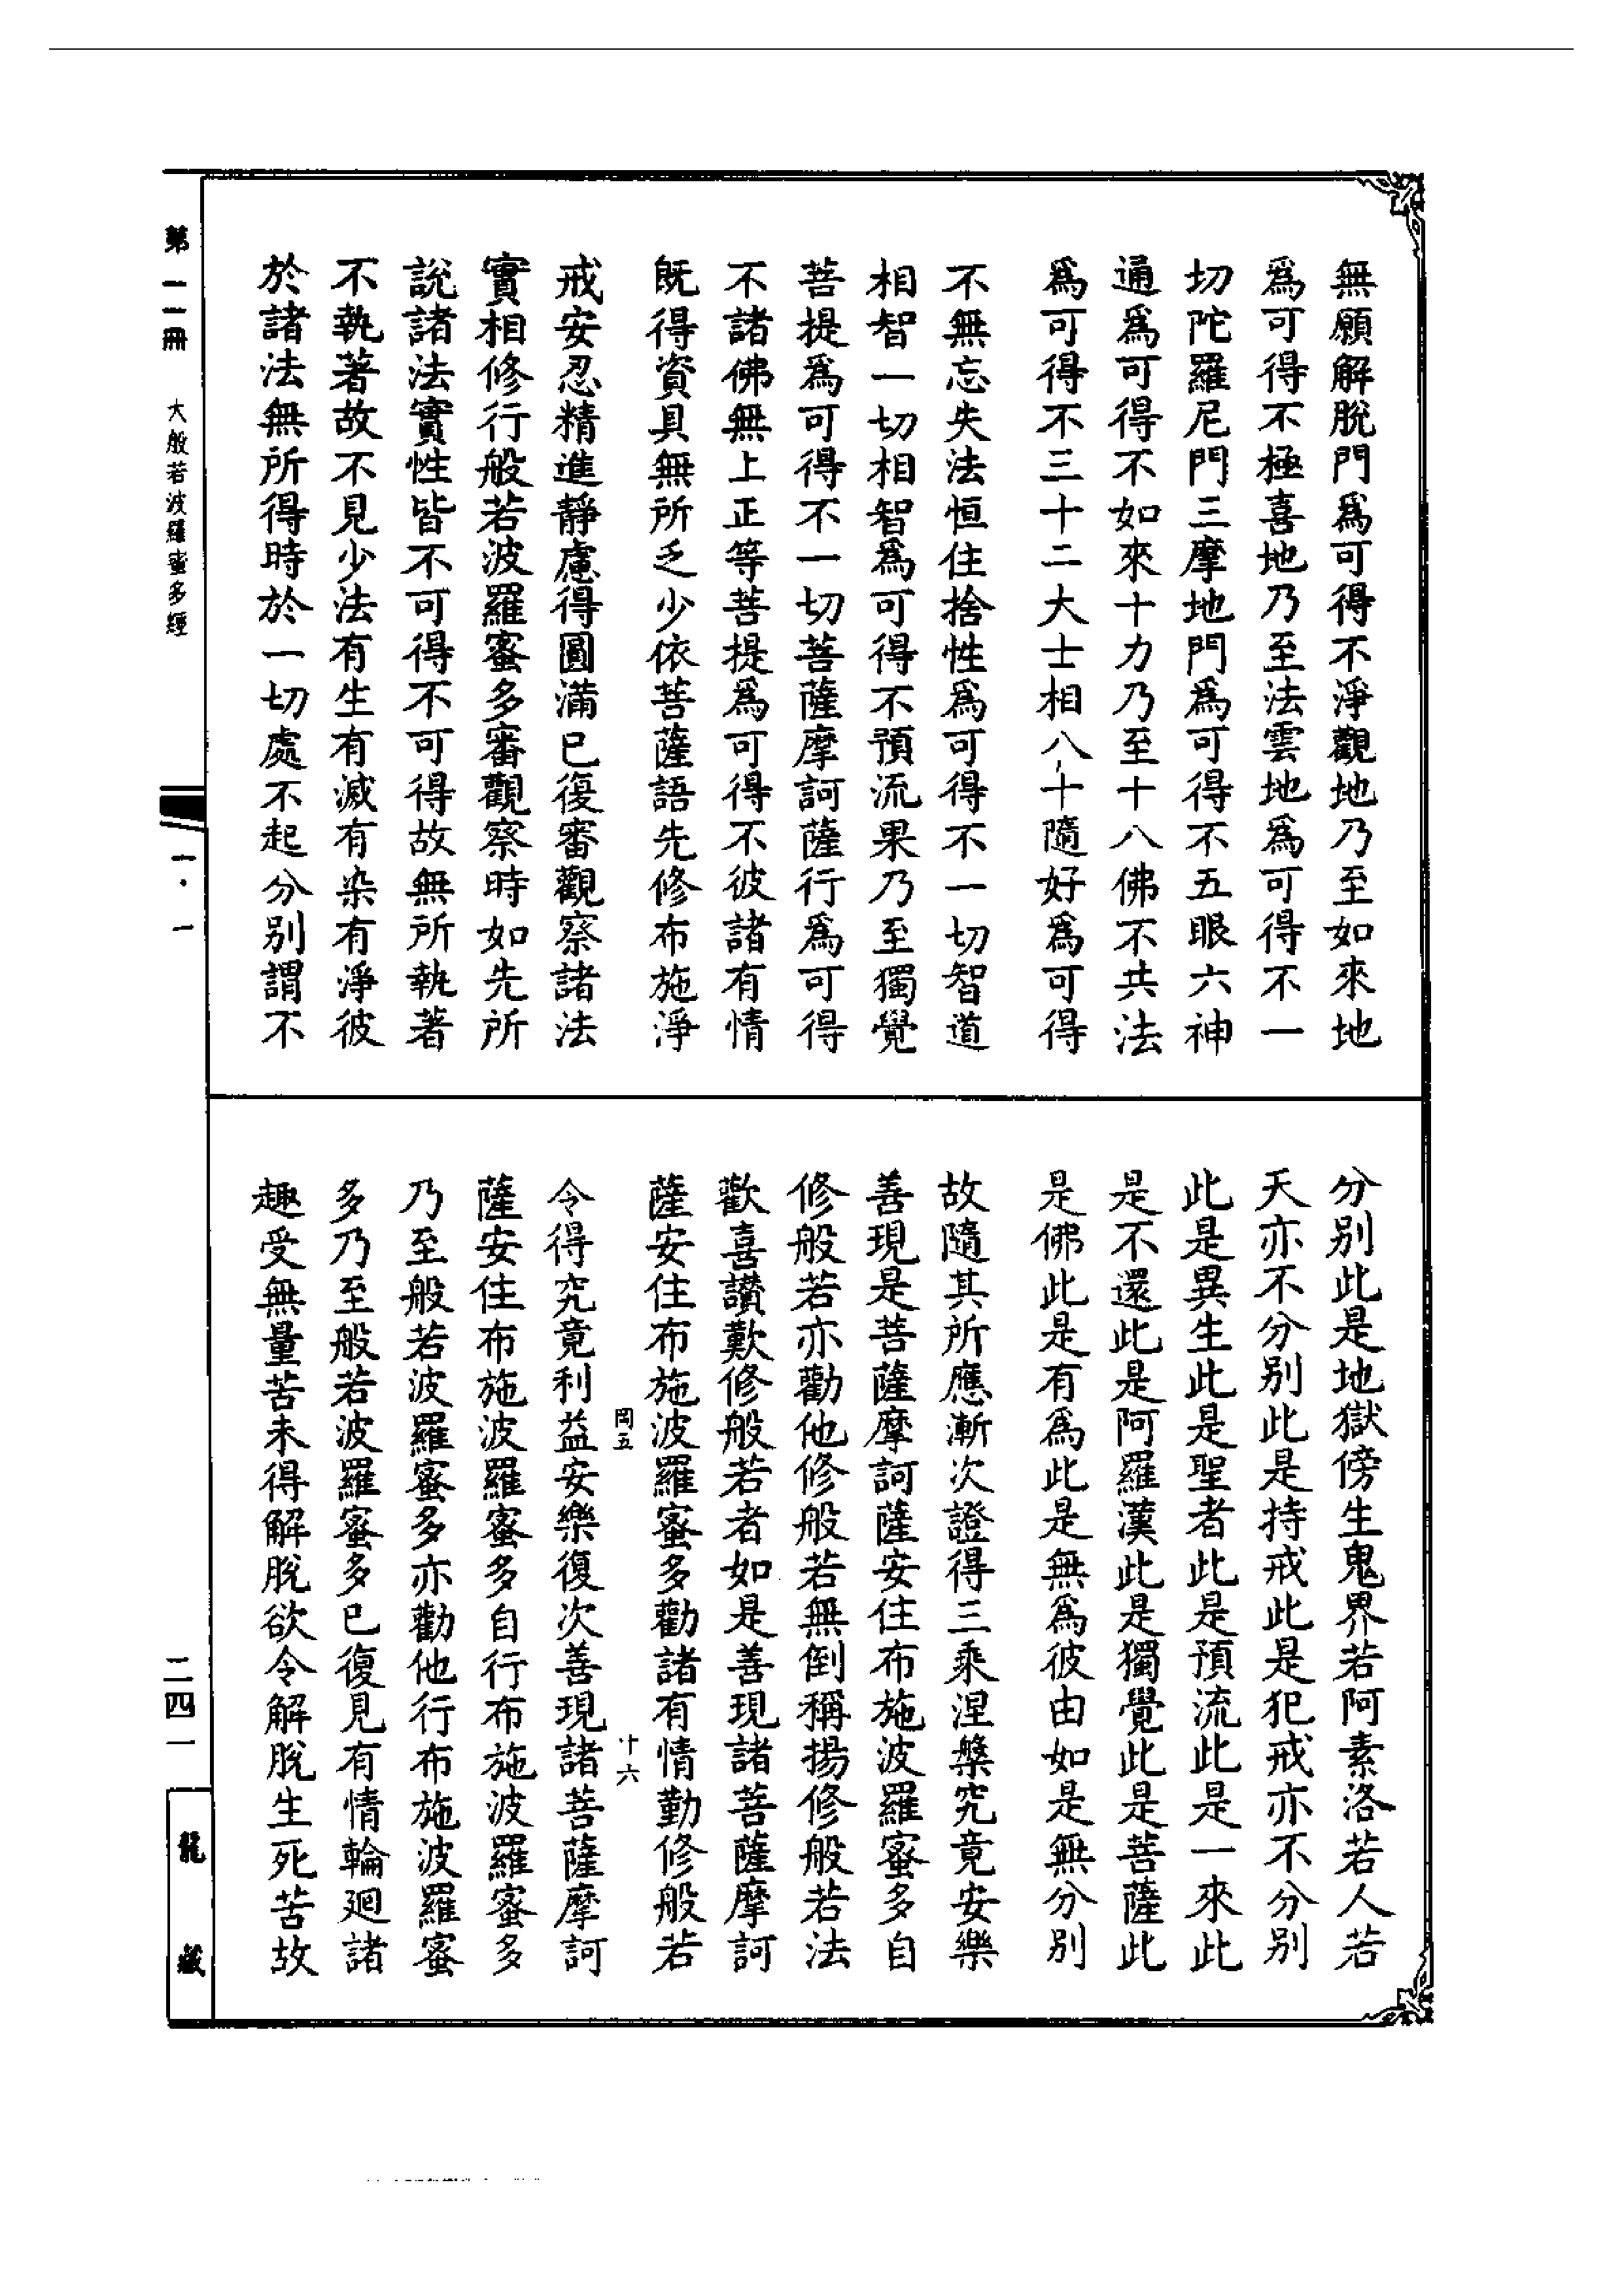 無願解脫門爲可得不淨觀地乃至如來地
爲可得不極喜地乃至法雲地爲可得不一
切陀羅尼門三摩地門爲可得不五眼六神
通爲可得不如來十力乃至十八佛不共法
爲可得不三十二大士相八十隨好爲可得
不無忘失法恒住捨性爲可得不一切智道
相智一切相智爲可得不預流果乃至獨覺
菩提爲可得不一切菩薩摩訶薩行爲可得
不諸佛無上正等菩提爲可得不彼諸有情
既得資具無所乏少依菩薩語先修布施淨
戒安忍精進靜慮得圓滿已復審觀察諸法
實相修行般若波羅蜜多審觀察時如先所
說諸法實性皆不可得不可得故無所執著
不執著故不見少法有生有滅有染有淨彼
於諸法無所得時於一切處不起分別謂不
分別此是地獄傍生鬼界若阿素洛若人若
天亦不分別此是持戒此是犯戒亦不分別
此是異生此是聖者此是預流此是一來此
是不還此是阿羅漢此是獨覺此是菩薩此
是佛此是有爲此是無爲彼由如是無分別
故隨其所應漸次證得三乘涅槃究竟安樂
善現是菩薩摩訶薩安住布施波羅蜜多自
修般若亦勸他修般若無倒稱揚修般若法
歡喜讚歎修般若者如是善現諸菩薩摩訶
薩安住布施波羅蜜多勸諸有情勤修般若
岡五
十六
令得究竟利益安樂復次善現諸菩薩摩訶
薩安住布施波羅蜜多自行布施波羅蜜多
乃至般若波羅蜜多亦勸他行布施波羅蜜
多乃至般若波羅蜜多已復見有情輪迴諸
趣受無量苦未得解脫欲令解脫生死苦故
第一一冊
大般若波羅蜜多經
一·一
二四一
龍藏